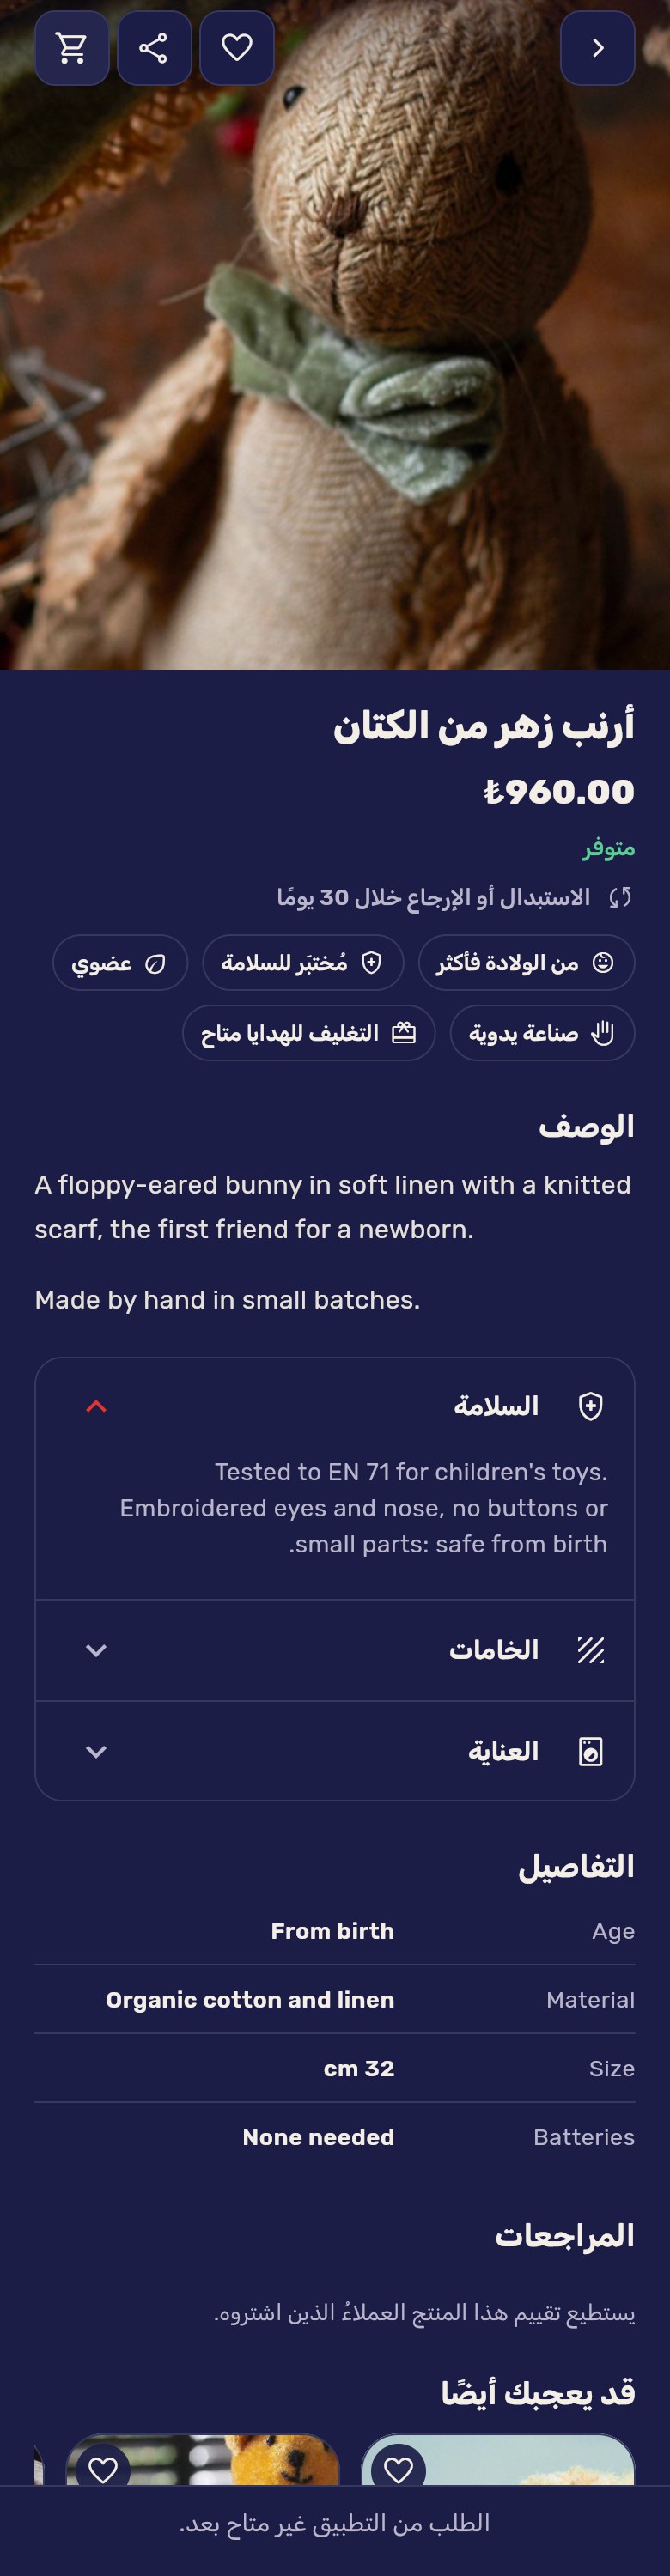 أرنب زهر من الكتان
₺960.00
متوفر
الاستبدال أو الإرجاع خلال 30 يومًا
من الولادة فأكثر
مُختبَر للسلامة
عضوي
صناعة يدوية
التغليف للهدايا متاح
الوصف
A floppy-eared bunny in soft linen with a knitted
scarf, the first friend for a newborn.
Made by hand in small batches.
السلامة
Tested to EN 71 for children's toys.
Embroidered eyes and nose, no buttons or
small parts: safe from birth.
الخامات
العناية
التفاصيل
Age From birth
Material Organic cotton and linen
Size 32 cm
Batteries None needed
المراجعات
يستطيع تقييم هذا المنتج العملاءُ الذين اشتروه.
قد يعجبك أيضًا
الطلب من التطبيق غير متاح بعد.